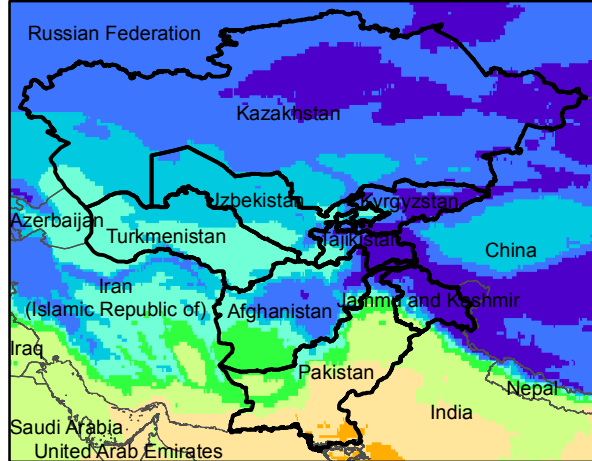 Russian Federation
Kazakhstan
Uzbekistan
Kyrgyzstan
Azerbaijan
Turkmenistan
Tajikistan
China
Iran
(Islamic Republic of)
Afghanistan
Jammu and Kashmir
Iraq
Pakistan
Nepal
India
Saudi Arabia
United Arab Emirates